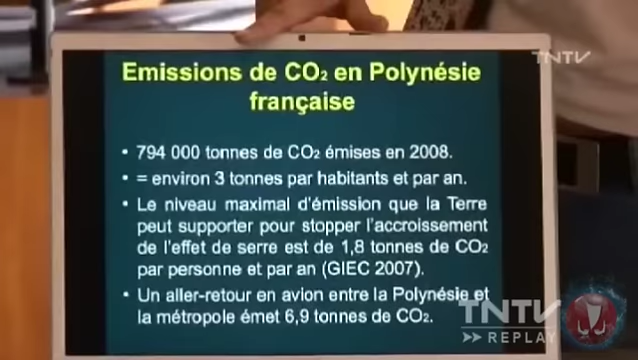 TNTV
Emissions de CO₂ en Polynésie
française
• 794 000 tonnes de CO₂ émises en 2008.
• = environ 3 tonnes par habitants et par an.
• Le niveau maximal d'émission que la Terre
peut supporter pour stopper l'accroissement
de l'effet de serre est de 1,8 tonnes de CO₂
par personne et par an (GIEC 2007).
• Un aller-retour en avion entre la Polynésie et
la métropole émet 6,9 tonnes de CO₂.
TNTV
REPLAY